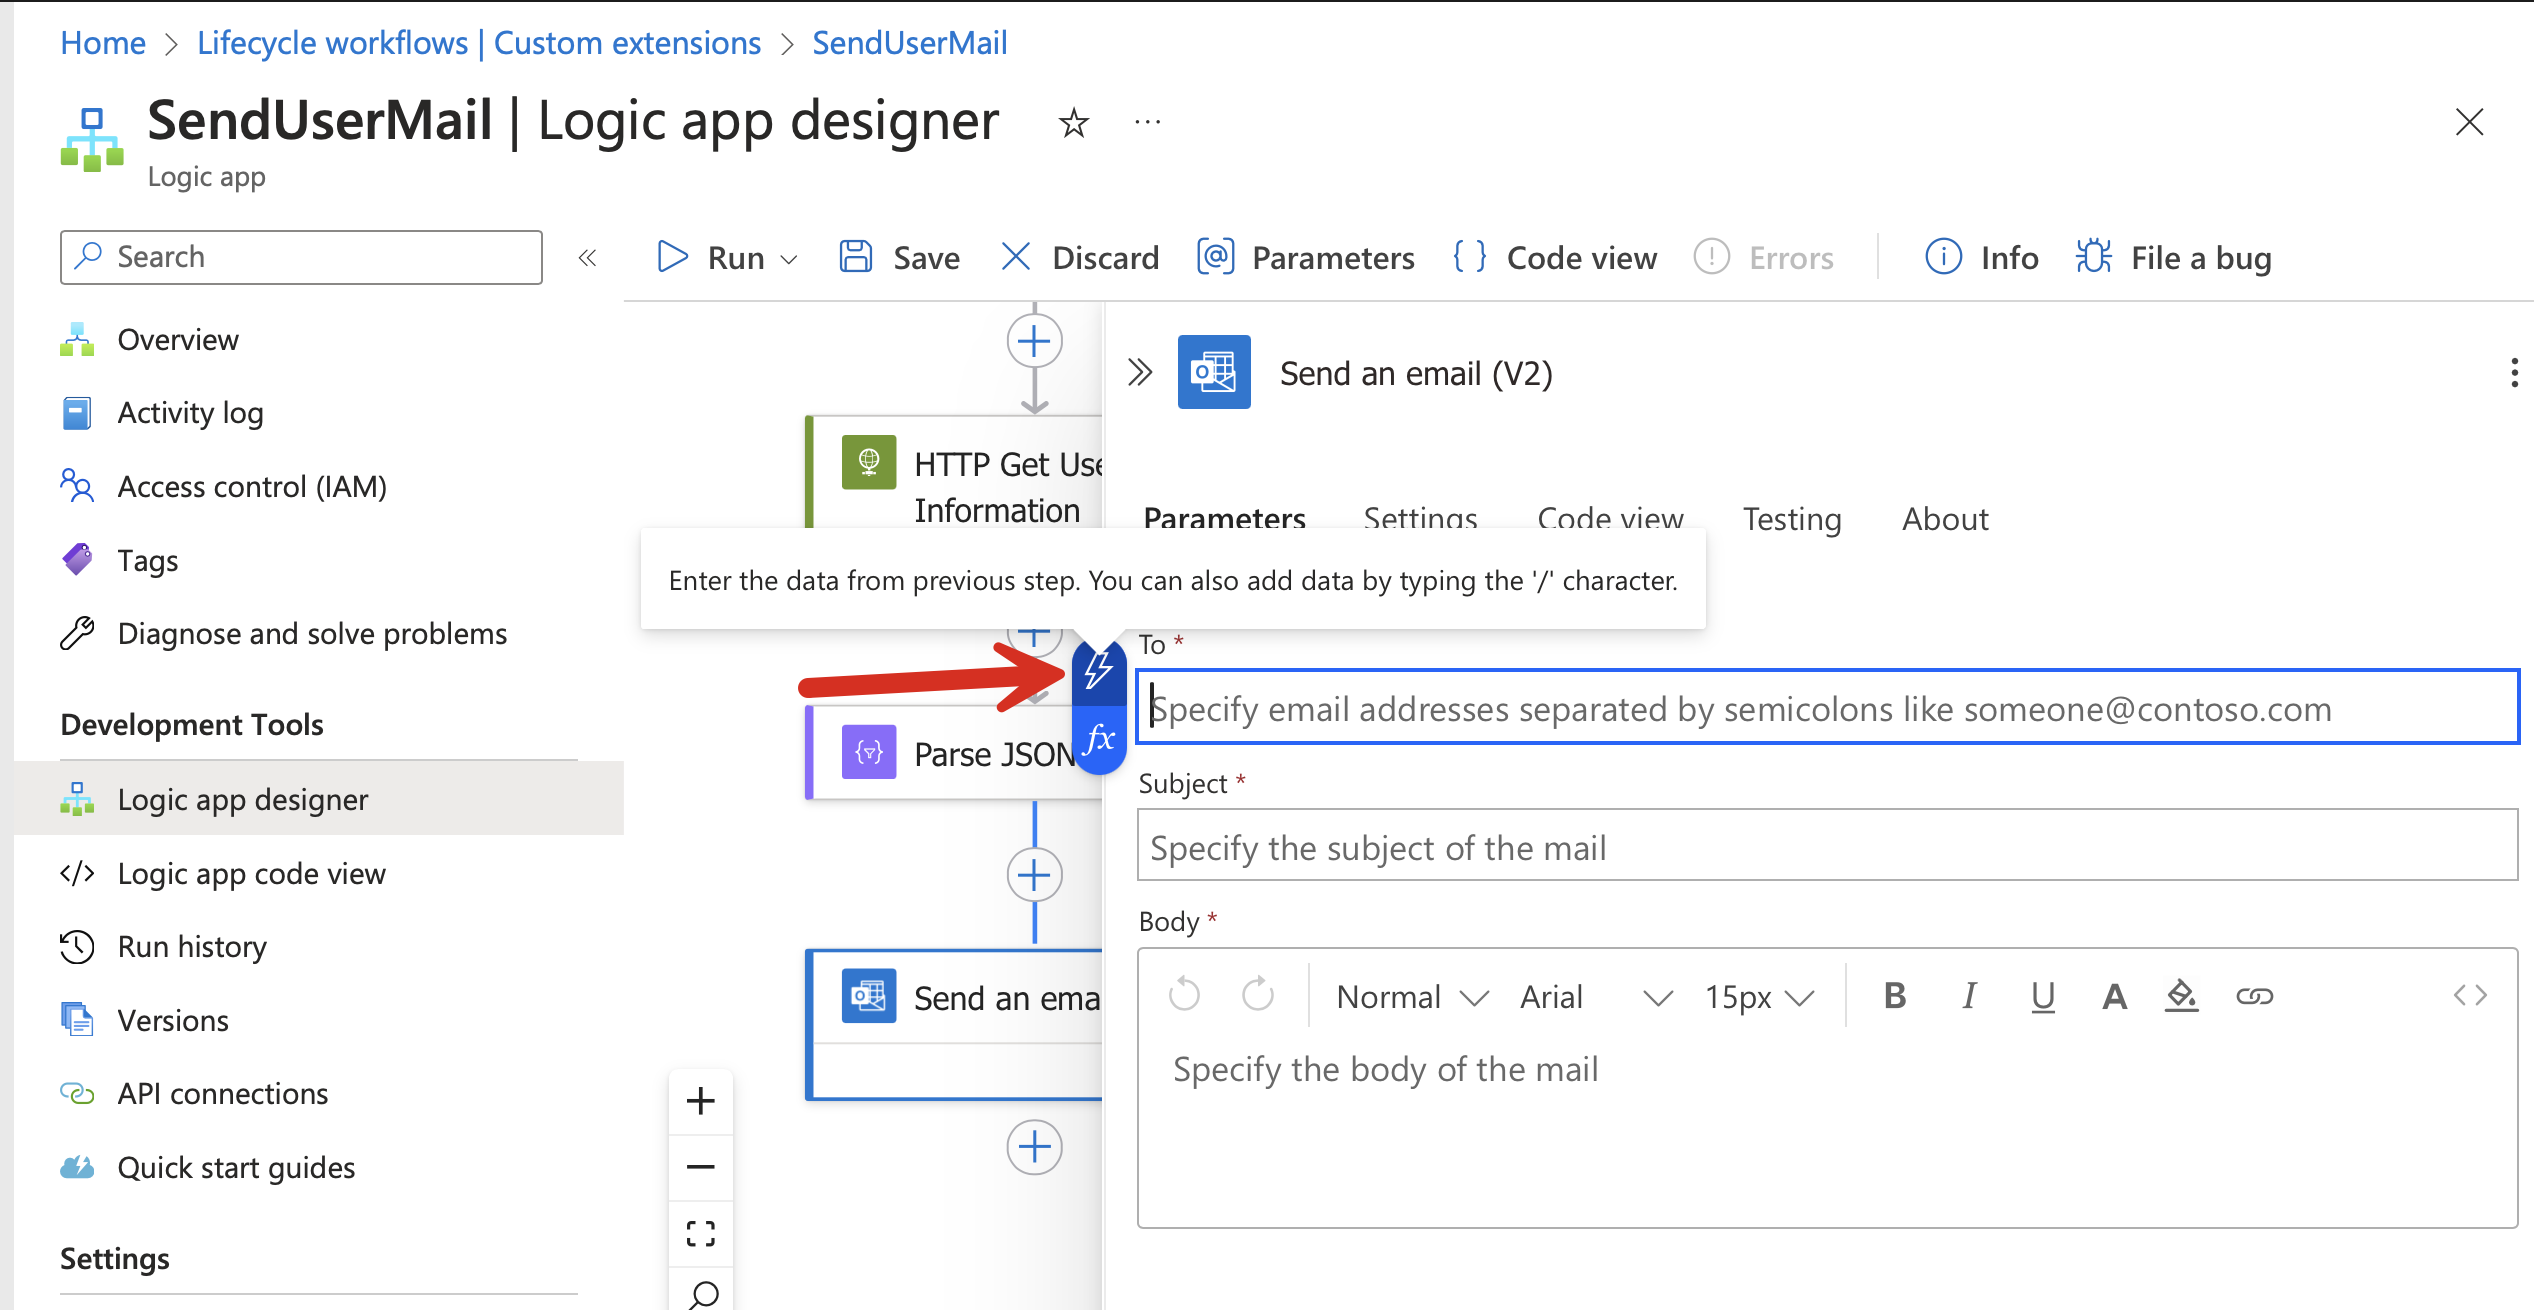 Home > Lifecycle workflows | Custom extensions > SendUserMail
SendUserMail | Logic app designer
Logic app
Search
Run
Save
Discard
Parameters
Code view
Errors
Info
File a bug
Overview
Activity log
Access control (IAM)
Tags
Diagnose and solve problems
Development Tools
Logic app designer
Logic app code view
Run history
Versions
API connections
Quick start guides
Settings
HTTP Get Use
Information
Parse JSON
Send an ema
Send an email (V2)
Parameters
Settings
Code view
Testing
About
Enter the data from previous step. You can also add data by typing the '/' character.
fx
To *
Specify email addresses separated by semicolons like someone@contoso.com
Subject *
Specify the subject of the mail
Body *
Normal
Arial
15px
B
I
U
A
Specify the body of the mail